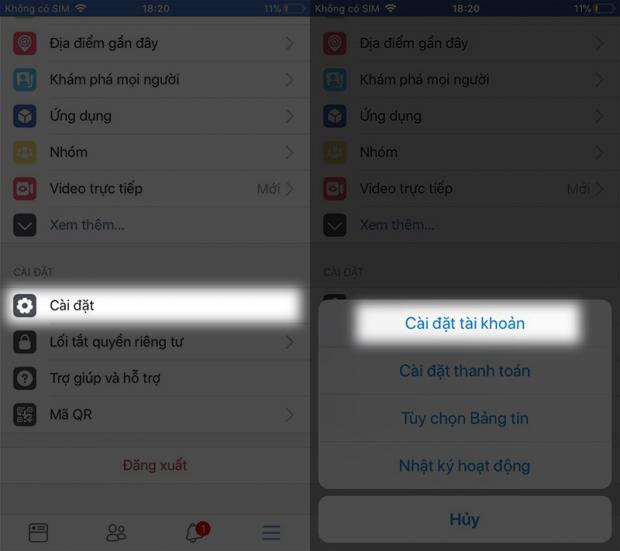 Không có SIM 18:20 11%
Địa điểm gần đây
Khám phá mọi người
Ứng dụng
Nhóm
Video trực tiếp Mới
Xem thêm...
CÀI ĐẶT
Cài đặt
Lối tắt quyền riêng tư
Trợ giúp và hỗ trợ
Mã QR
Đăng xuất
1
Không có SIM 18:20 11%
Địa điểm gần đây
Khám phá mọi người
Ứng dụng
Nhóm
Video trực tiếp Mới
Xem thêm...
CÀI ĐẶT
Cài đặt tài khoản
Cài đặt thanh toán
Tùy chọn Bảng tin
Nhật ký hoạt động
Hủy